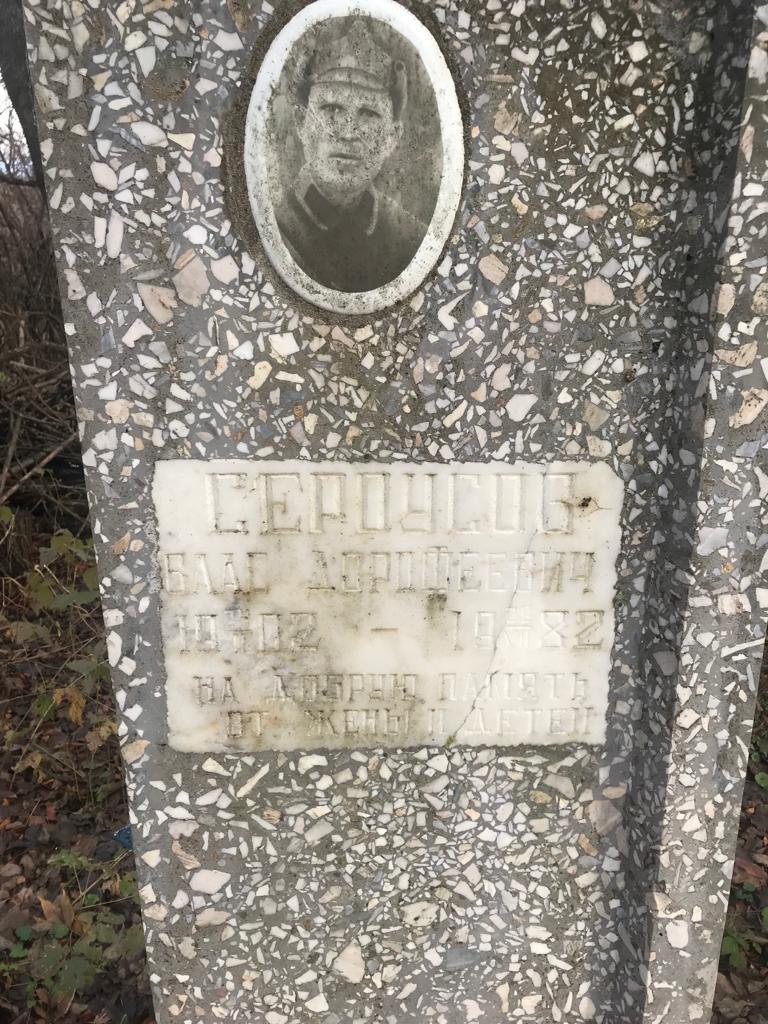 СЕРОУСОВ
ВЛАС ДОРОФЕЕВИЧ
1902 - 1982
НА ДОБРУЮ ПАМЯТЬ
ОТ ЖЕНЫ И ДЕТЕЙ